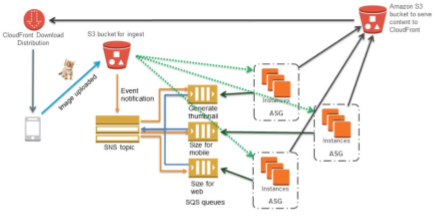 Amazon S3
bucket to serve
content to
CloudFront
CloudFront Download
Distribution
S3 bucket for ingest
Image uploaded
Event
notification
Generate
thumbnail
Instances
ASG
SNS topic
Size for
mobile
Instances
ASG
Size for
web
Instances
ASG
SQS queues